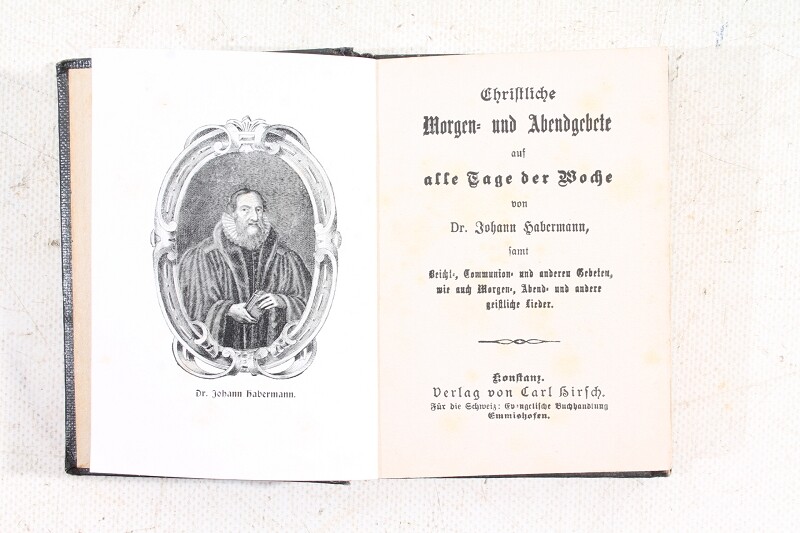 Dr. Johann Habermann.
Christliche
Morgen- und Abendgebete
auf
alle Tage der Woche
von
Dr. Johann Habermann,
samt
Beicht-, Communion- und anderen Gebeten,
wie auch Morgen-, Abend- und andere
geistliche Lieder.
Konstanz.
Verlag von Carl Hirsch.
Für die Schweiz: Evangelische Buchhandlung
Emmishofen.